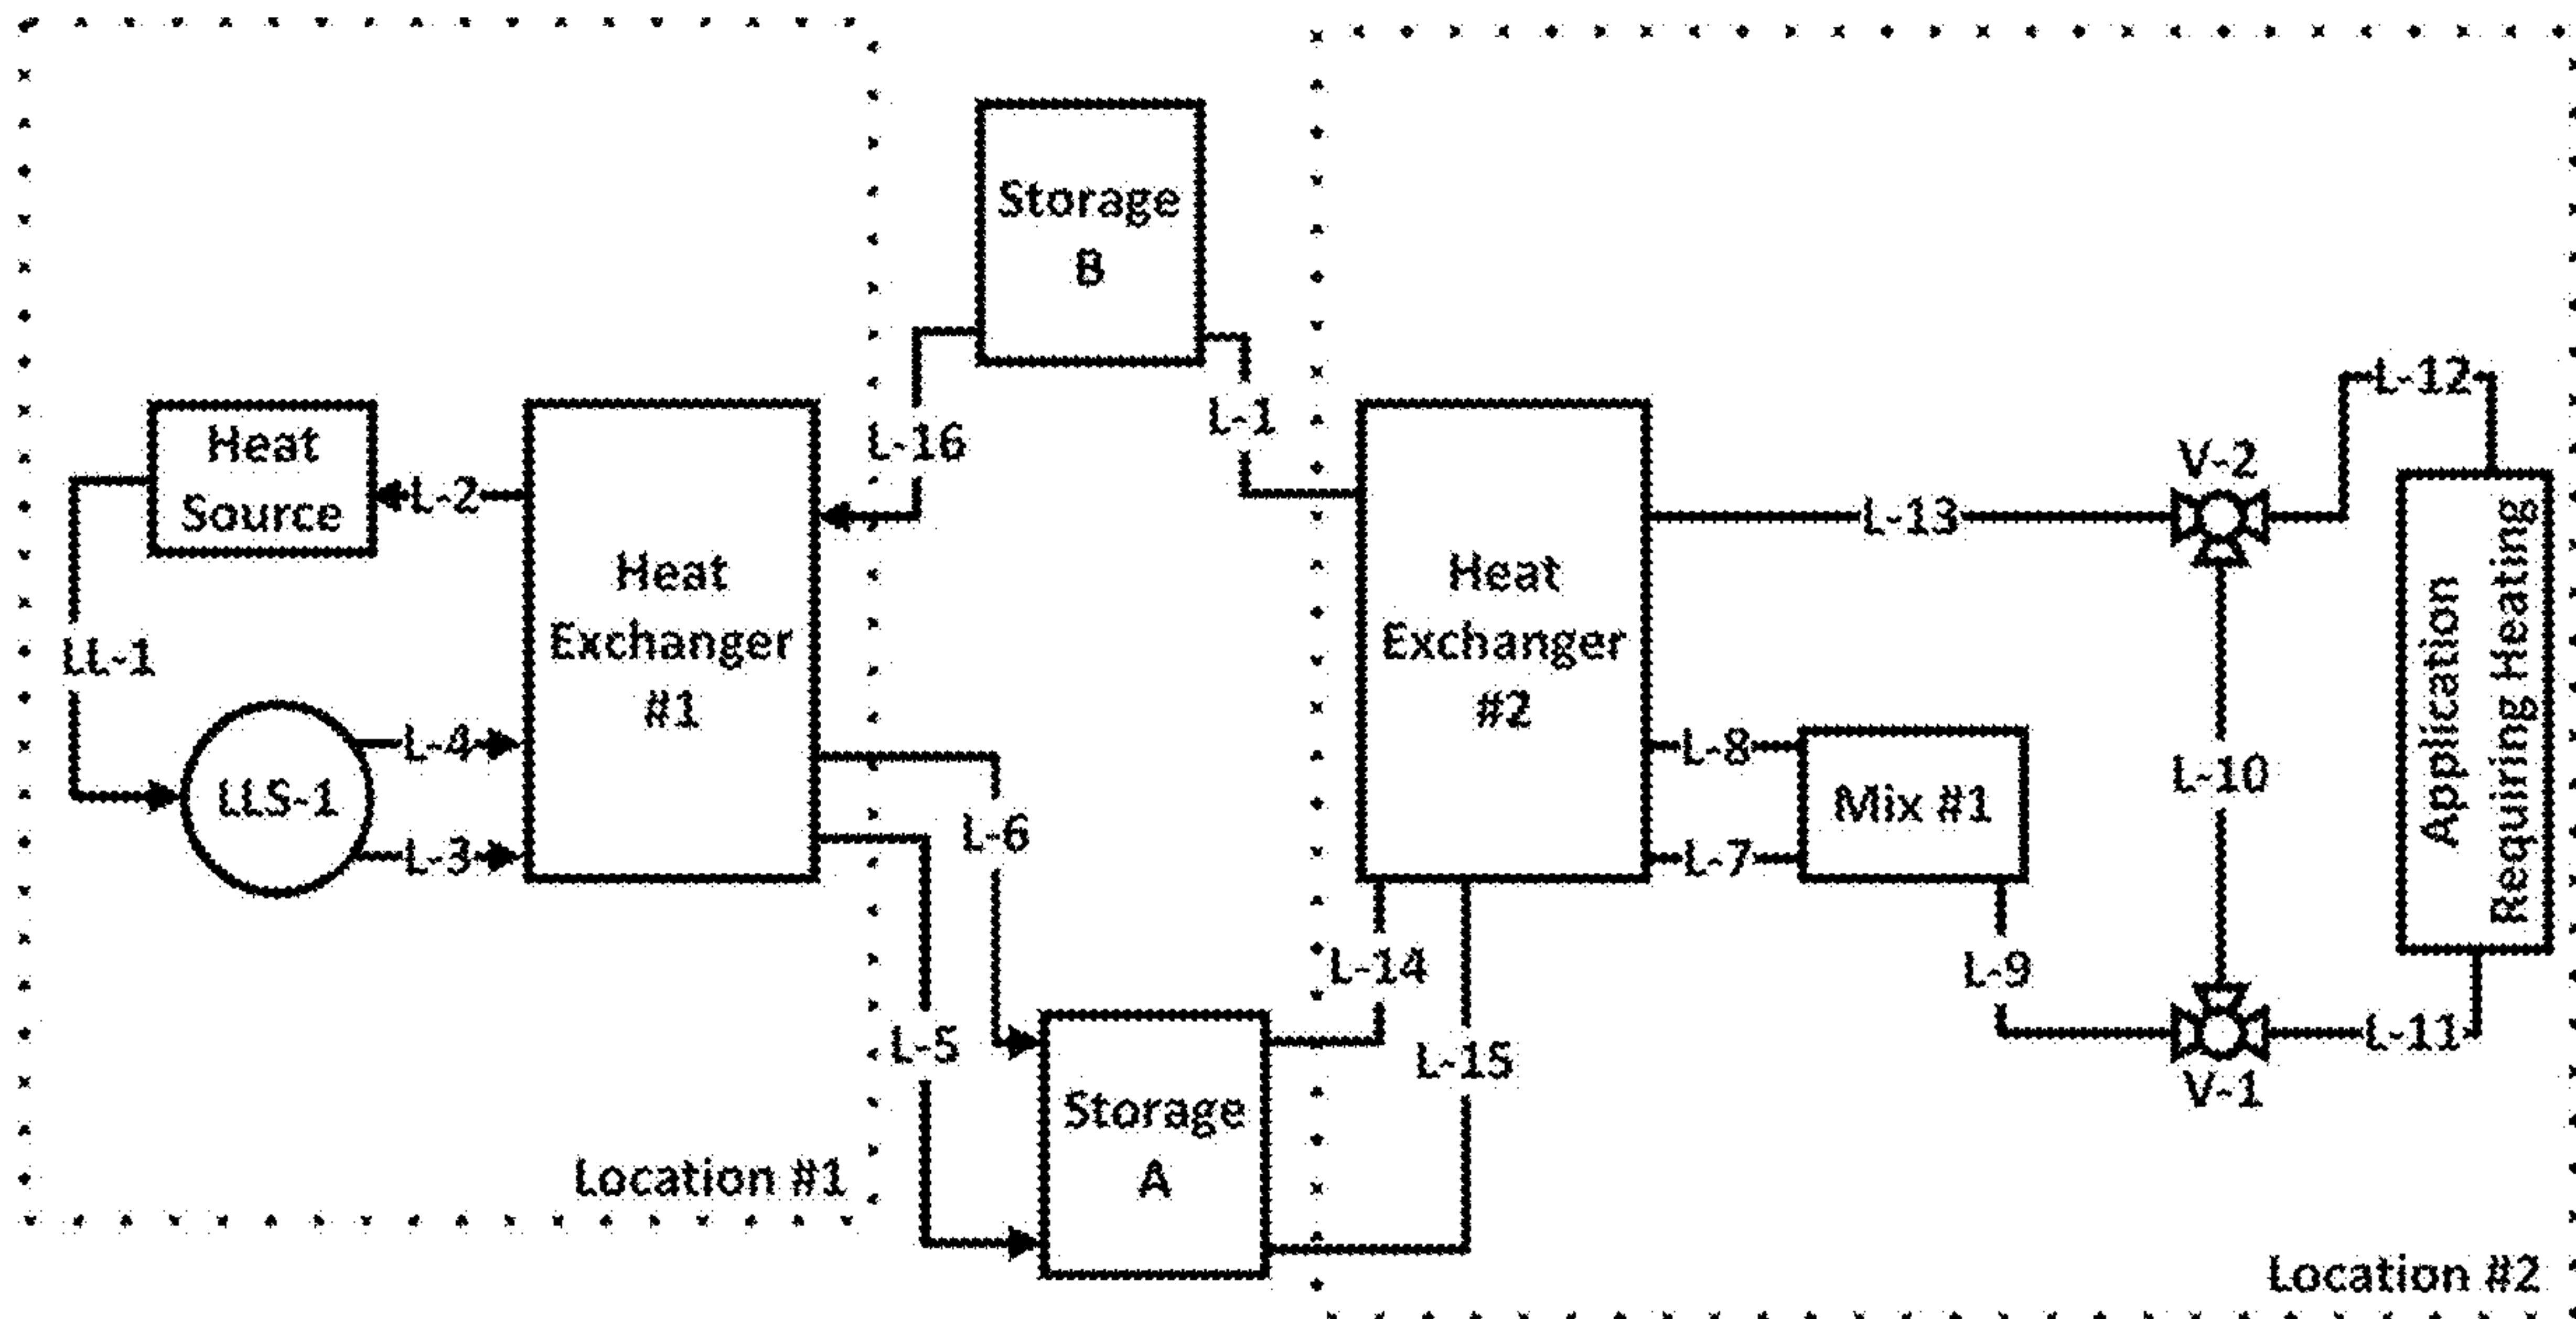 Storage
B
Heat
Source
L-2
L-16
L-1
L-12
V-2
L-13
Heat
Exchanger
#1
Heat
Exchanger
#2
Application
Requiring Heating
LL-1
L-4
LLS-1
L-3
L-6
L-8
Mix #1
L-7
L-10
L-5
L-14
L-15
L-9
L-11
V-1
Storage
A
Location #1
Location #2